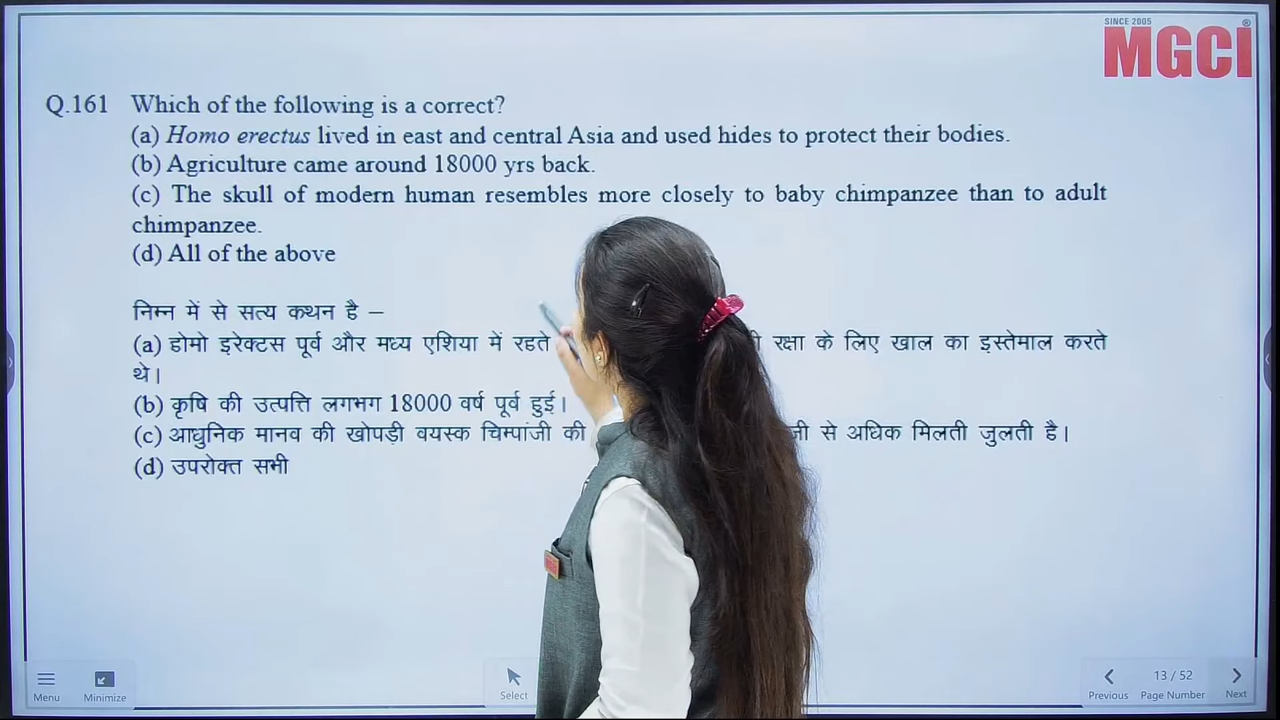 SINCE 2005
MGCI
Q.161 Which of the following is a correct?
(a) Homo erectus lived in east and central Asia and used hides to protect their bodies.
(b) Agriculture came around 18000 yrs back.
(c) The skull of modern human resembles more closely to baby chimpanzee than to adult
chimpanzee.
(d) All of the above
निम्न में से सत्य कथन है –
(a) होमो इरेक्टस पूर्व और मध्य एशिया में रहते रक्षा के लिए खाल का इस्तेमाल करते
थे।
(b) कृषि की उत्पत्ति लगभग 18000 वर्ष पूर्व हुई।
(c) आधुनिक मानव की खोपड़ी वयस्क चिम्पांजी की से अधिक मिलती जुलती है।
(d) उपरोक्त सभी
Menu
Minimize
Select
Previous
13 / 52
Page Number
Next